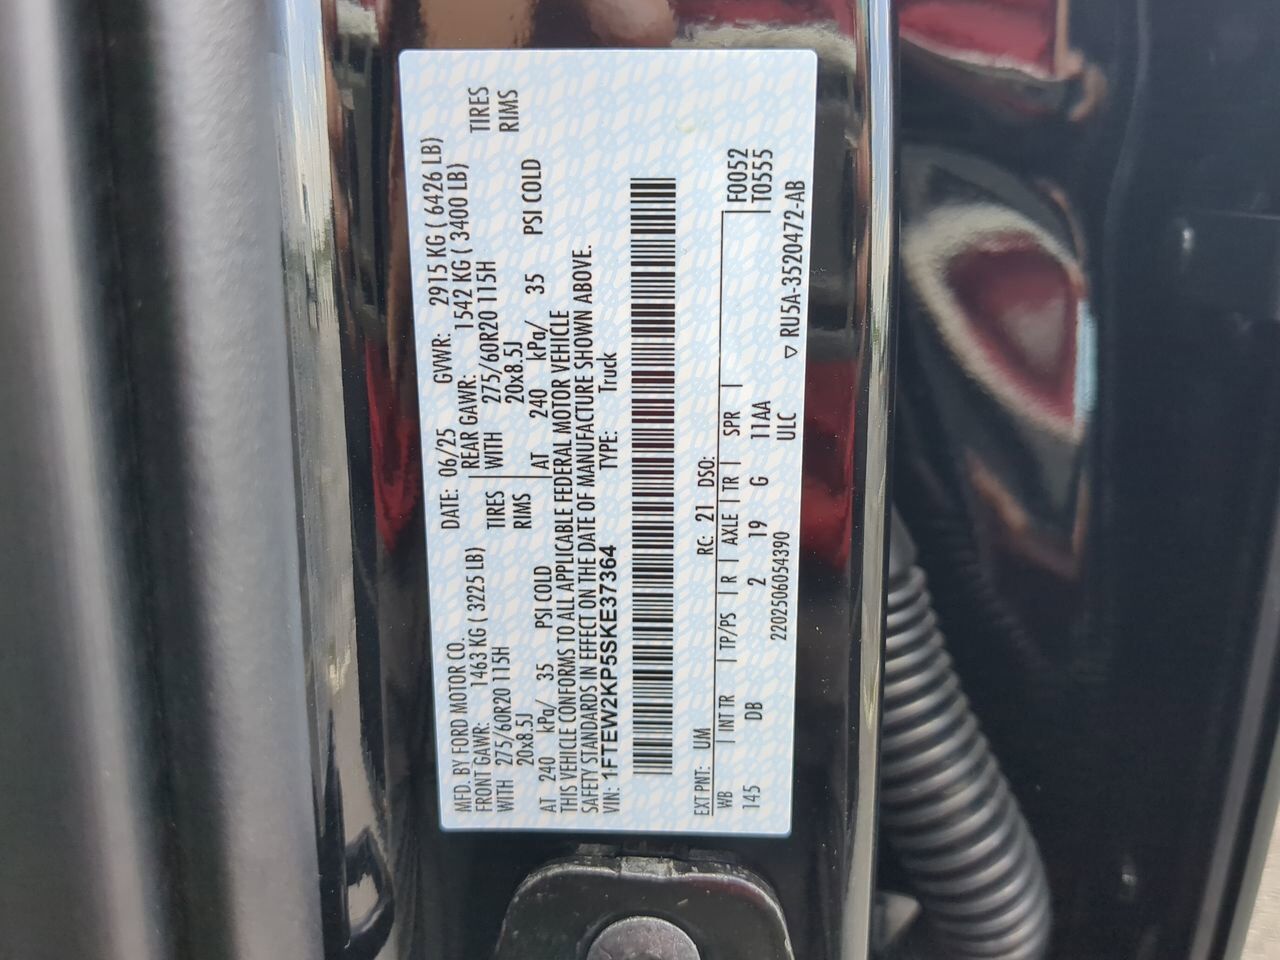 MFD. BY FORD MOTOR CO. DATE: 06/25 GVWR: 2915 KG ( 6426 LB)
FRONT GAWR: 1463 KG ( 3225 LB) REAR GAWR: 1542 KG ( 3400 LB)
WITH 275/60R20 115H TIRES WITH 275/60R20 115H TIRES
20x8.5J RIMS 20x8.5J RIMS
AT 240 kPa/ 35 PSI COLD AT 240 kPa/ 35 PSI COLD
THIS VEHICLE CONFORMS TO ALL APPLICABLE FEDERAL MOTOR VEHICLE
SAFETY STANDARDS IN EFFECT ON THE DATE OF MANUFACTURE SHOWN ABOVE.
VIN: 1FTEW2KP5SKE37364 TYPE: Truck
EXT PNT: UM RC: 21 DSO:
WB INT TR TP/PS R AXLE TR SPR F0052
145 DB 2 19 G 11AA T0555
2202506054390 ULC ▽ RU5A-3520472-AB